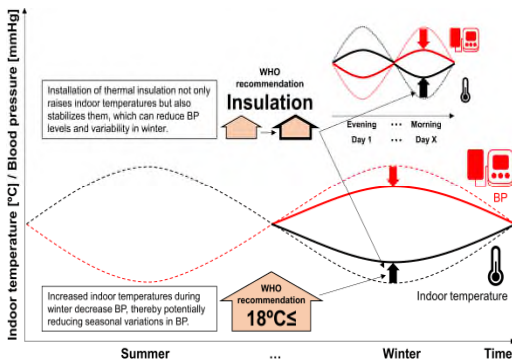 Indoor temperature [ºC] / Blood pressure [mmHg]
Installation of thermal insulation not only
raises indoor temperatures but also
stabilizes them, which can reduce BP
levels and variability in winter.
WHO
recommendation
Insulation
Evening ... Morning
Day 1 ... Day X
BP
Indoor temperature
Increased indoor temperatures during
winter decrease BP, thereby potentially
reducing seasonal variations in BP.
WHO
recommendation
18ºC≤
Summer ... Winter Time